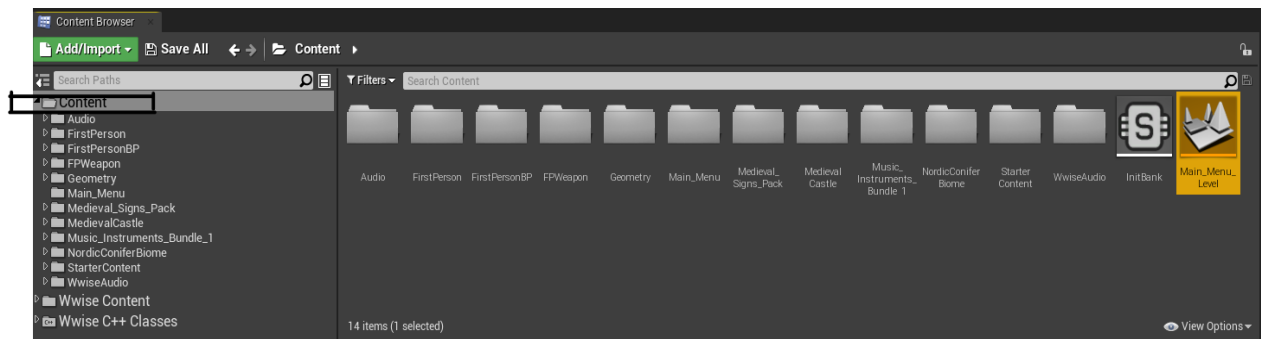 Content Browser
Add/Import Save All Content
Search Paths
Filters Search Content
Content
Audio
FirstPerson
FirstPersonBP
FPWeapon
Geometry
Main_Menu
Medieval_Signs_Pack
MedievalCastle
Music_Instruments_Bundle_1
NordicConiferBiome
StarterContent
WwiseAudio
Wwise Content
Wwise C++ Classes
Audio
FirstPerson
FirstPersonBP
FPWeapon
Geometry
Main_Menu
Medieval_
Signs_Pack
Medieval
Castle
Music_
Instruments_
Bundle 1
NordicConifer
Biome
Starter
Content
WwiseAudio
S
InitBank
Main_Menu_
Level
14 items (1 selected)
View Options